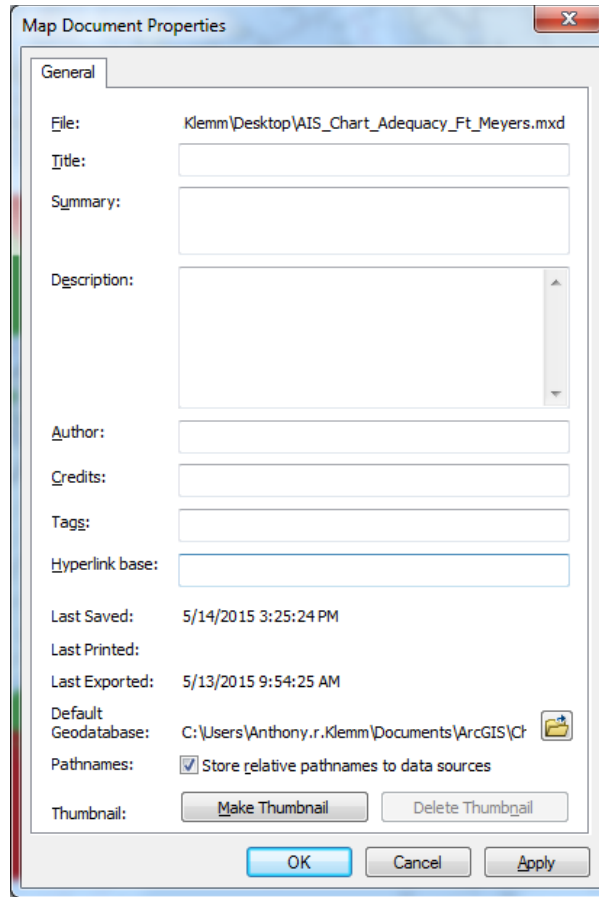 Map Document Properties
General
File: Klemm\Desktop\AIS_Chart_Adequacy_Ft_Meyers.mxd
Title:
Summary:
Description:
Author:
Credits:
Tags:
Hyperlink base:
Last Saved: 5/14/2015 3:25:24 PM
Last Printed:
Last Exported: 5/13/2015 9:54:25 AM
Default
Geodatabase: C:\Users\Anthony.r.Klemm\Documents\ArcGIS\Ch
Pathnames: Store relative pathnames to data sources
Thumbnail: Make Thumbnail Delete Thumbnail
OK Cancel Apply